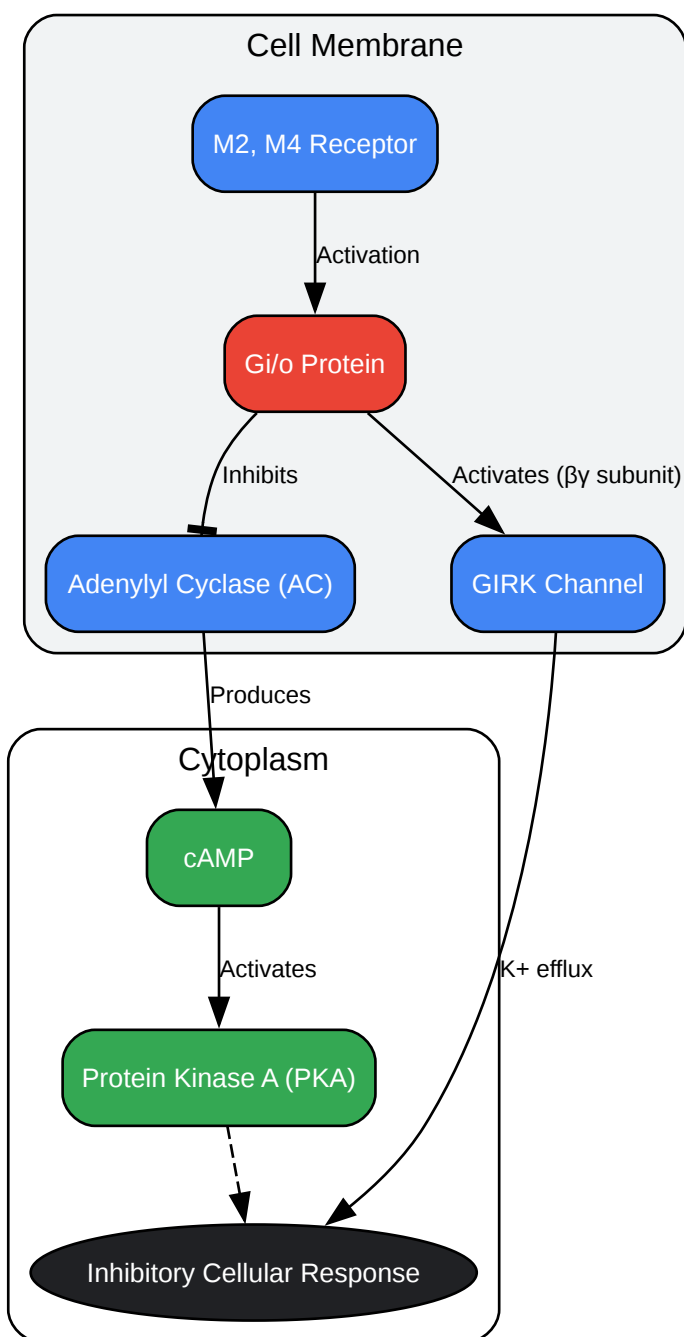 Cell Membrane
M2, M4 Receptor
Activation
Gi/o Protein
Inhibits
Activates (βγ subunit)
Adenylyl Cyclase (AC)
GIRK Channel
Produces
Cytoplasm
cAMP
Activates
K+ efflux
Protein Kinase A (PKA)
Inhibitory Cellular Response